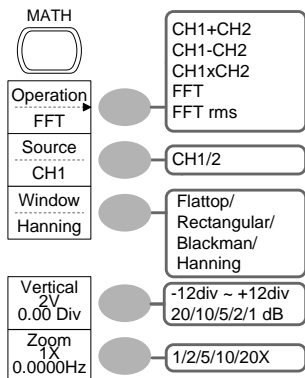 MATH
Operation
FFT
CH1+CH2
CH1-CH2
CH1xCH2
FFT
FFT rms
Source
CH1
CH1/2
Window
Hanning
Flattop/
Rectangular/
Blackman/
Hanning
Vertical
2V
0.00 Div
-12div ~ +12div
20/10/5/2/1 dB
Zoom
1X
0.0000Hz
1/2/5/10/20X